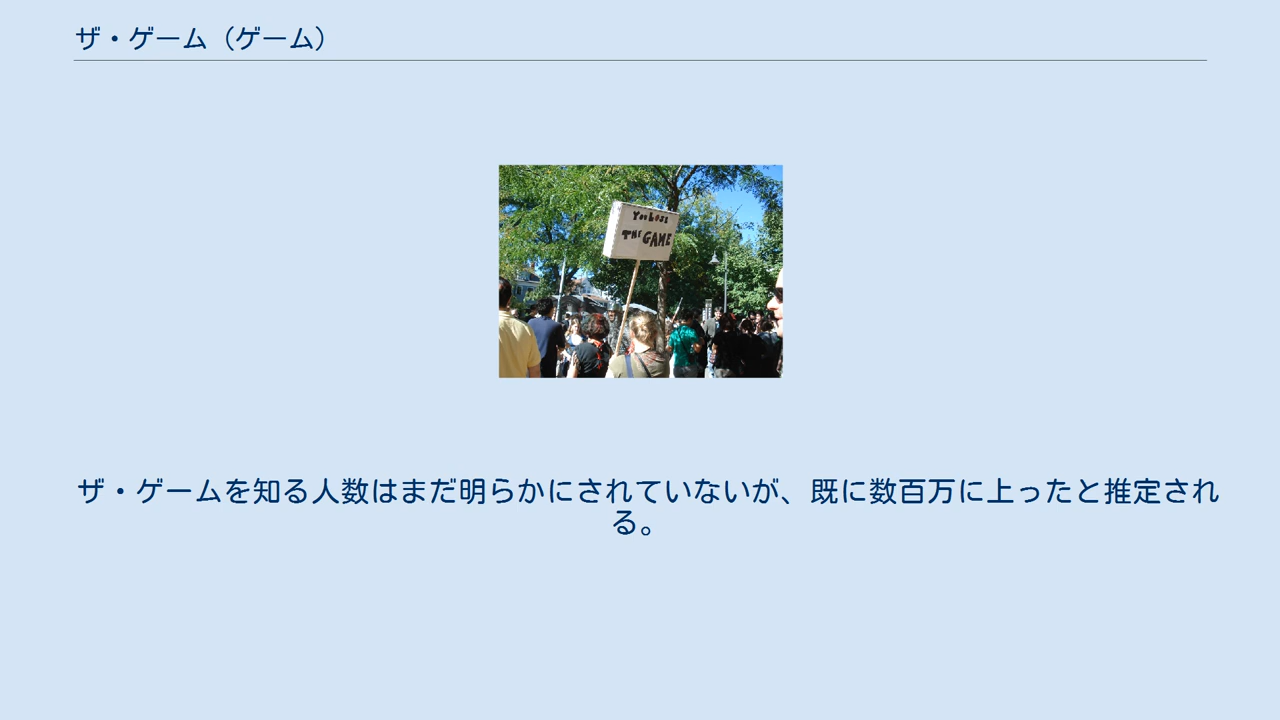 ザ・ゲーム（ゲーム）
You Lose
THE GAME
ザ・ゲームを知る人数はまだ明らかにされていないが、既に数百万に上ったと推定され
る。